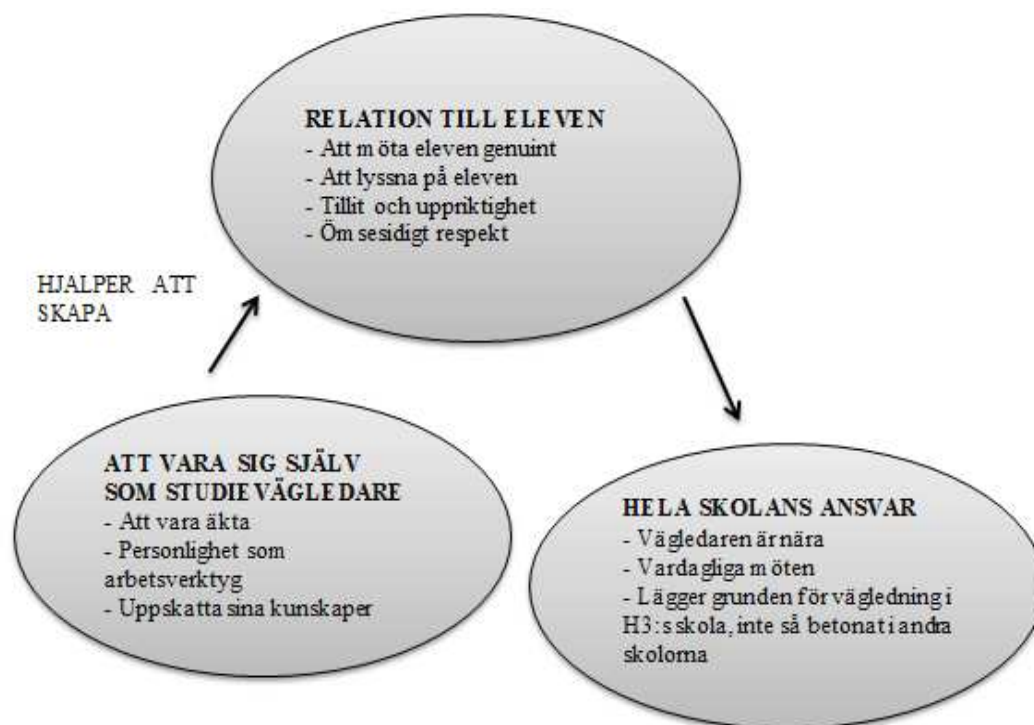 RELATION TILL ELEVEN
- Att möta eleven genuint
- Att lyssna på eleven
- Tillit och uppriktighet
- Öm sesidigt respekt
HJALPER ATT
SKAPA
ATT VARA SIG SJÄLV
SOM STUDIEVÄGLEDARE
- Att vara äkta
- Personlighet som
arbetsverktyg
- Uppskatta sina kunskaper
HELA SKOLANS ANSVAR
- Vägledaren är nära
- Vardagliga möten
- Lägger grunden för vägledning i
H3:s skola, inte så betonat i andra
skolorna